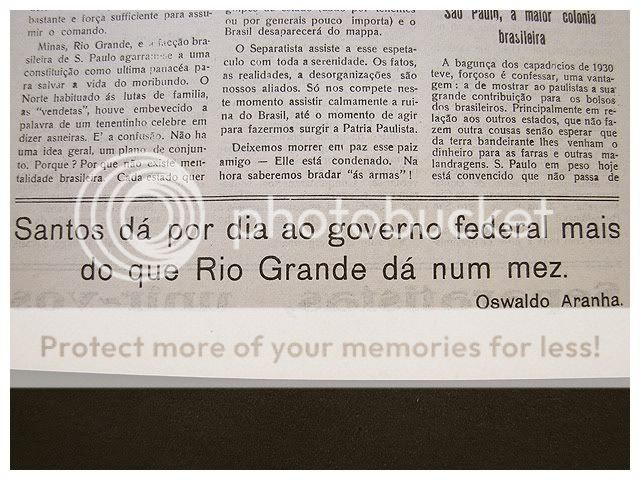 bastante e força suficiente para assu-
mir o comando.
Minas, Rio Grande, e a facção bra-
sileira de S. Paulo agarram-se a uma
constituição como ultima panacéa pa-
ra salvar a vida do moribundo. O
Norte habituado ás lutas de familia,
as "vendetas", houve embevecido a
palavra de um tenentinho celebre em
dizer asneiras. E' a confusão. Não ha
uma idea geral, um plano de conjun-
to. Porque? Por que não existe men-
talidade brasileira. Cada estado quer
ou por generais pouco importa) e o
Brasil desaparecerá do mappa.
O Separatista assiste a esse espeta-
culo com toda a serenidade. Os fatos,
as realidades, a desorganizações são
nossos aliados. Só nos compete nes-
te momento assistir calmamente a rui-
na do Brasil, até o momento de agir
para fazermos surgir a Patria Paulista.
Deixemos morrer em paz esse paiz
amigo — Elle está condenado. Na
hora saberemos bradar "ás armas"!
São Paulo, a maior colonia
brasileira
A bagunça dos capadocios de 1930
teve, forçoso é confessar, uma vanta-
gem: a de mostrar ao paulistas a sua
grande contribuição para os bolsos
dos brasileiros. Principalmente em re-
lação aos outros estados, que não fa-
zem outra cousas senão esperar que
da terra bandeirante lhes venham o
dinheiro para as farras e outras ma-
landragens. S. Paulo em peso hoje
está convencido que não passa de
Santos dá por dia ao governo federal mais
do que Rio Grande dá num mez.
Oswaldo Aranha.
photobucket
Protect more of your memories for less!